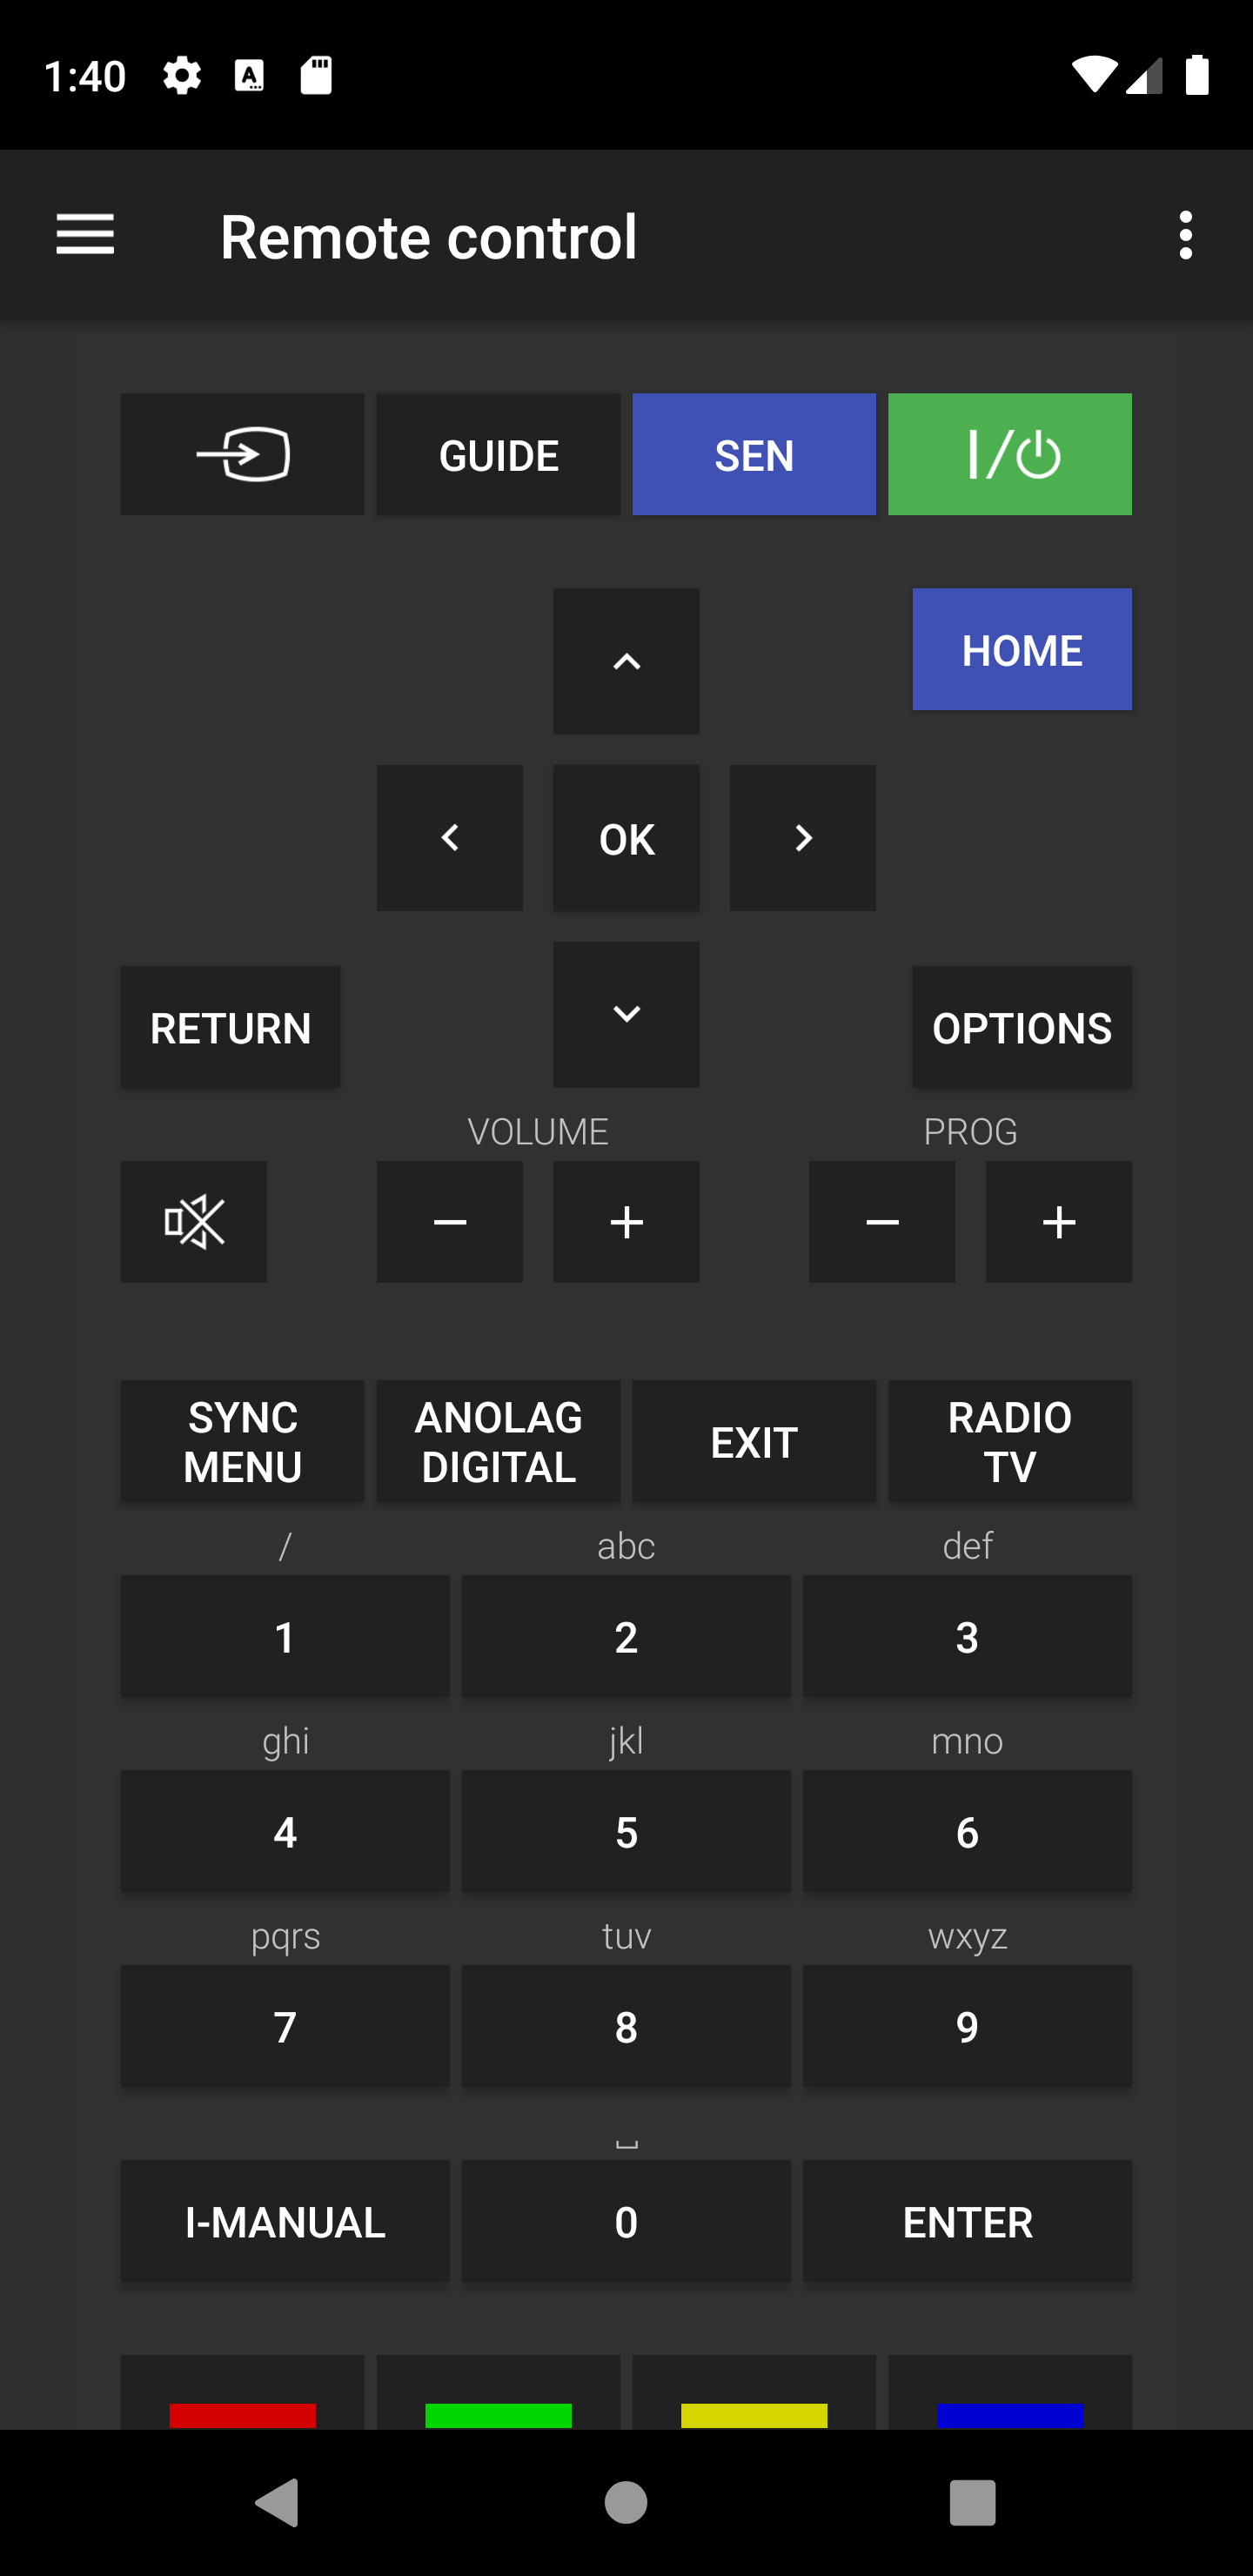 1:40
Remote control
GUIDE
SEN
HOME
OK
RETURN
OPTIONS
VOLUME
PROG
SYNC
MENU
ANOLAG
DIGITAL
EXIT
RADIO
TV
/
abc
def
1
2
3
ghi
jkl
mno
4
5
6
pqrs
tuv
wxyz
7
8
9
I-MANUAL
0
ENTER